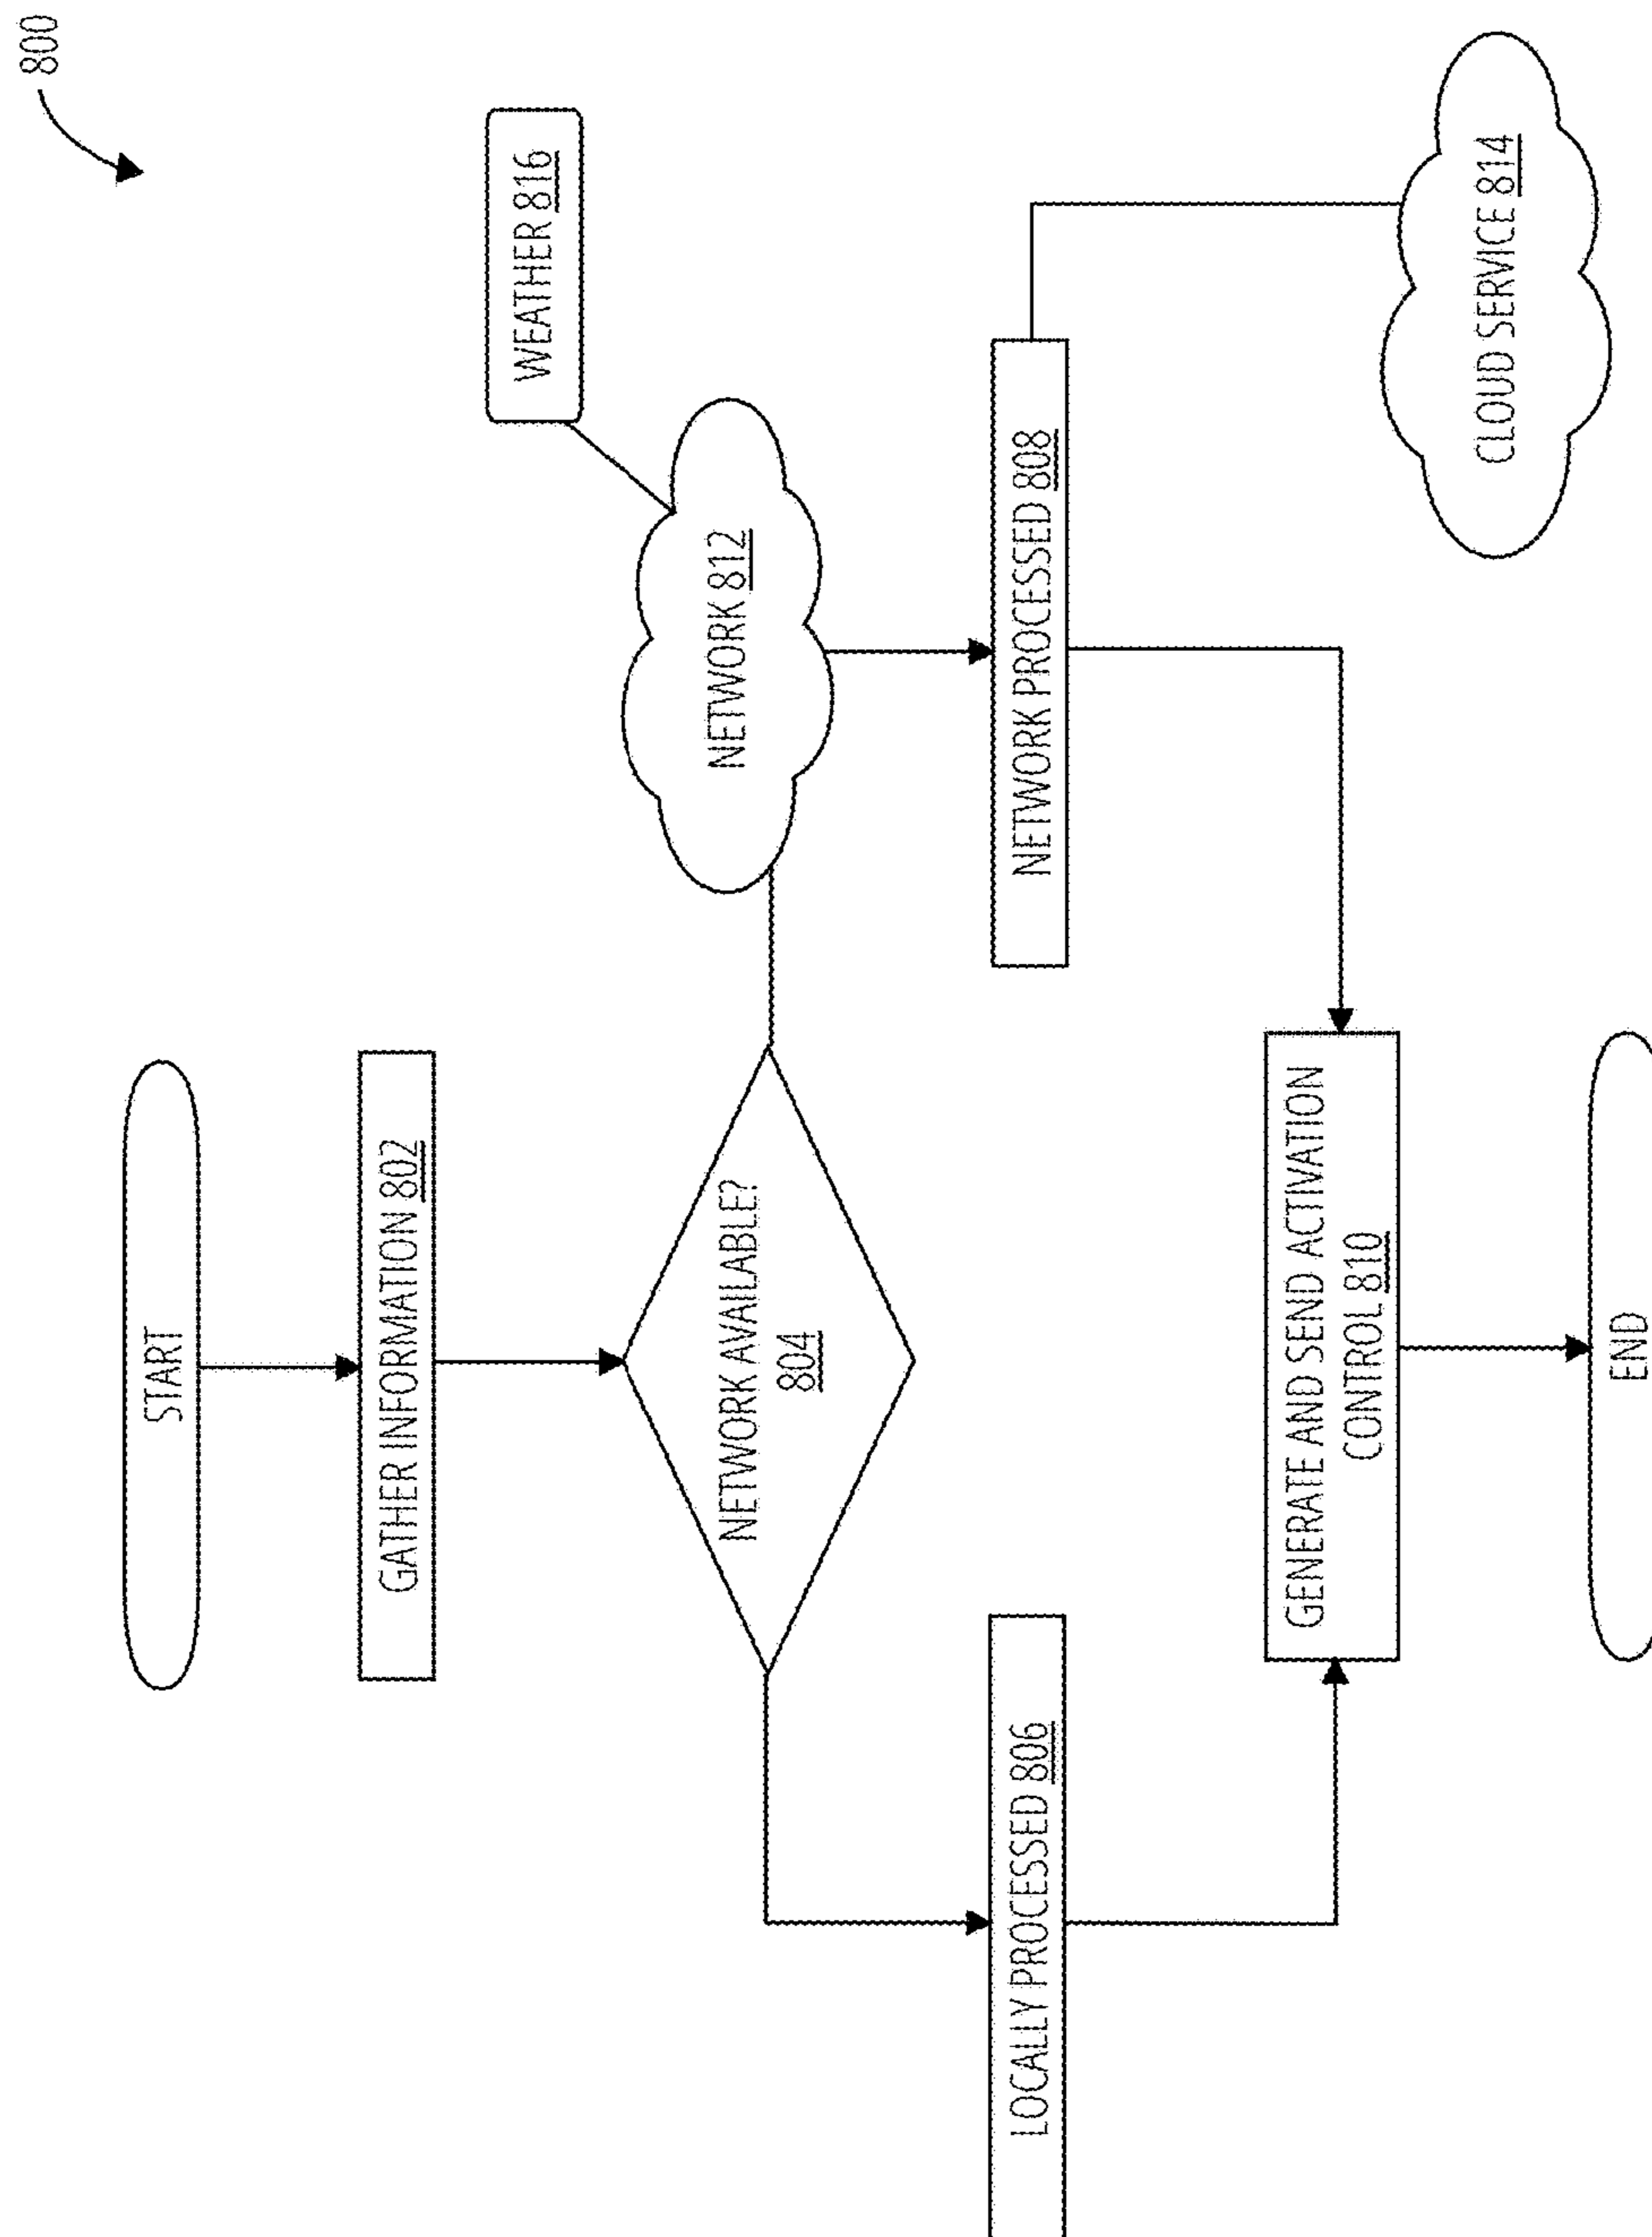 800
START
GATHER INFORMATION 802
WEATHER 816
NETWORK AVAILABLE?
804
NETWORK 812
LOCALLY PROCESSED 806
NETWORK PROCESSED 808
GENERATE AND SEND ACTIVATION
CONTROL 810
CLOUD SERVICE 814
END